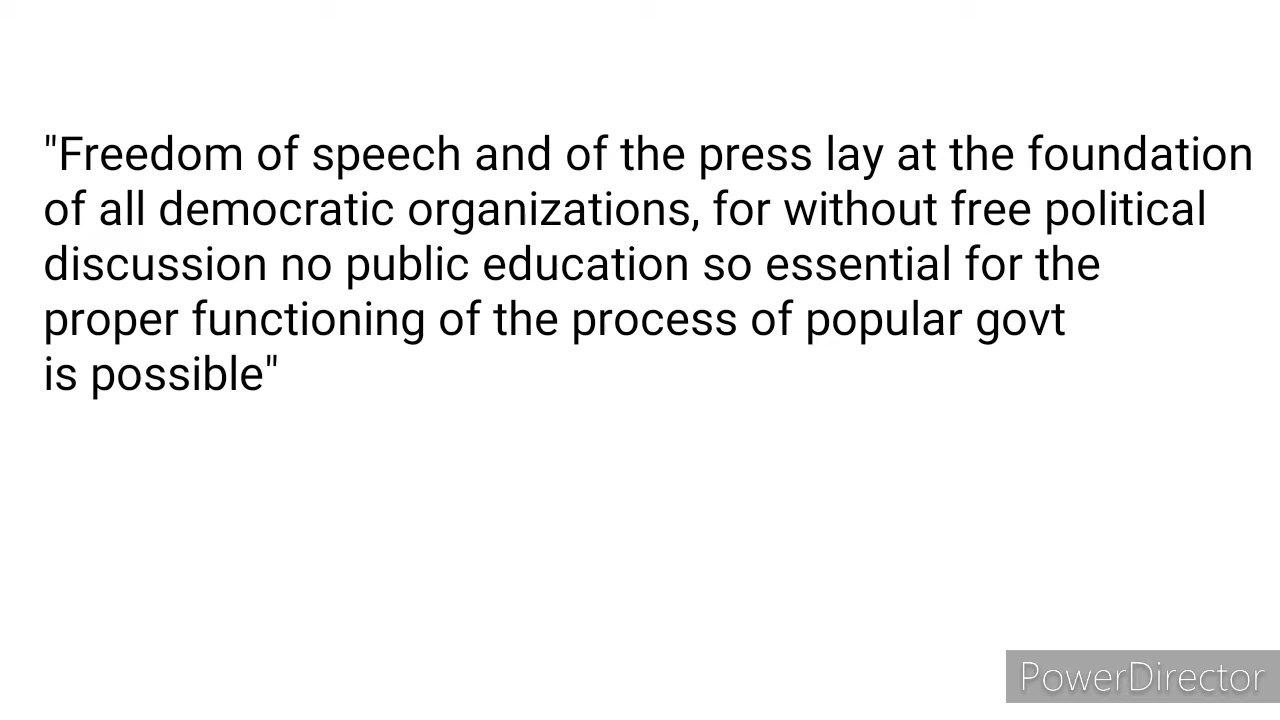 "Freedom of speech and of the press lay at the foundation
of all democratic organizations, for without free political
discussion no public education so essential for the
proper functioning of the process of popular govt
is possible"
PowerDirector